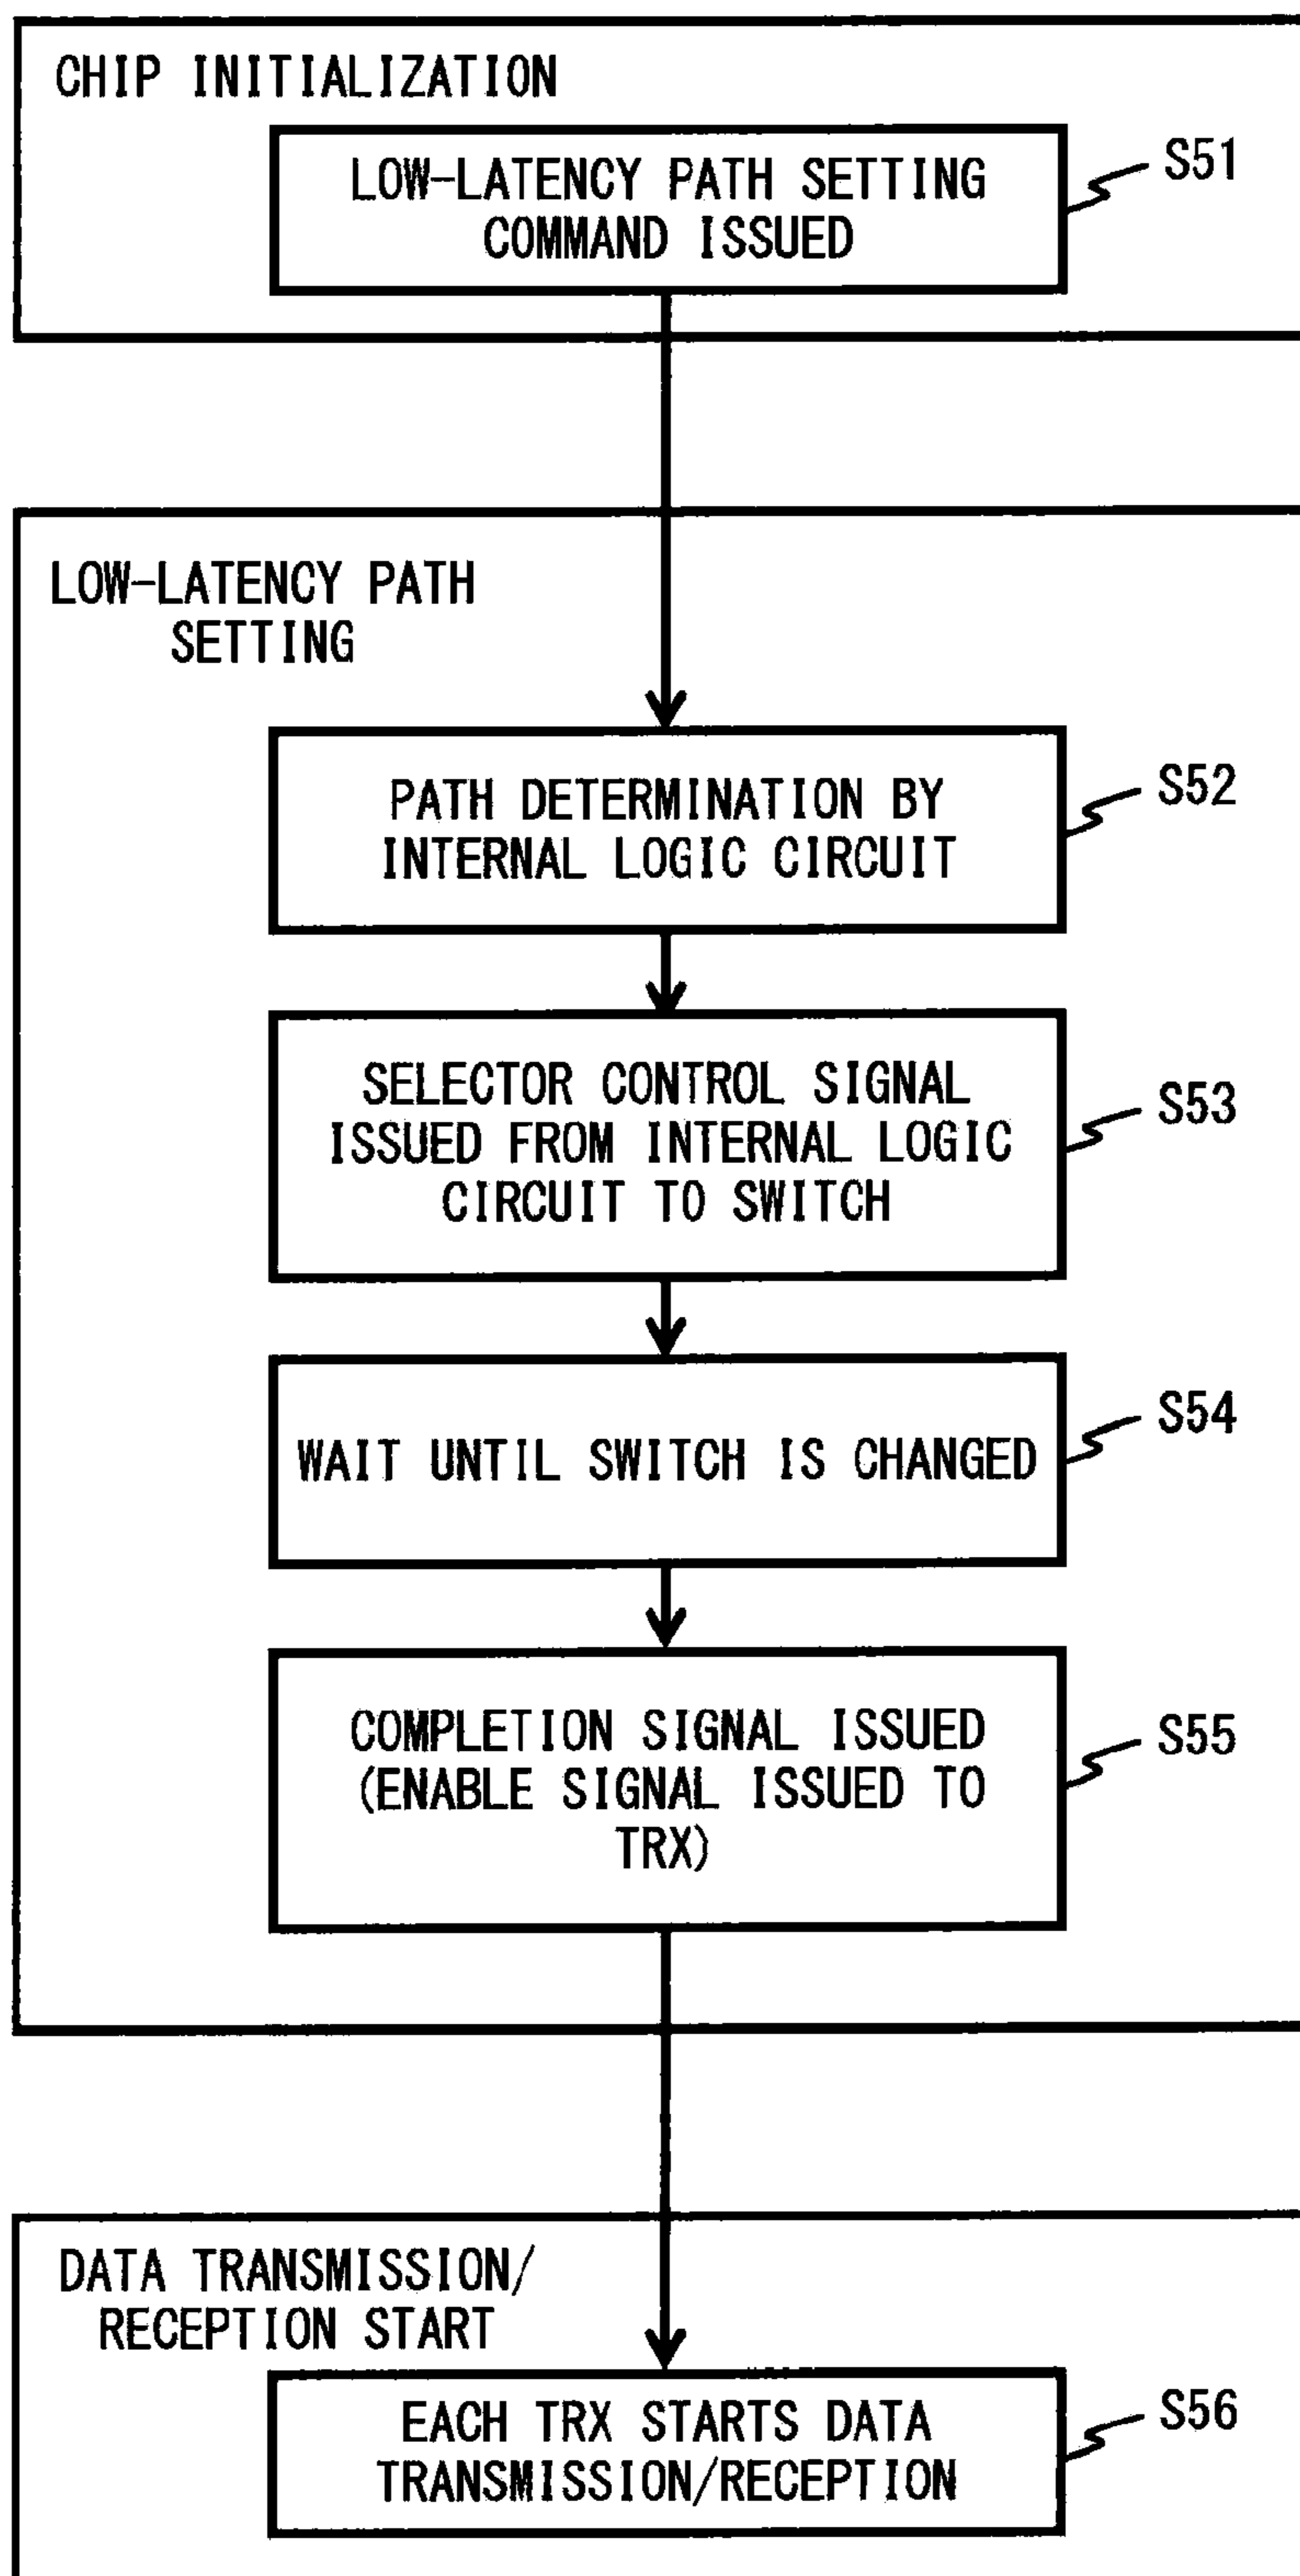 CHIP INITIALIZATION
LOW-LATENCY PATH SETTING
COMMAND ISSUED
S51
LOW-LATENCY PATH
SETTING
PATH DETERMINATION BY
INTERNAL LOGIC CIRCUIT
S52
SELECTOR CONTROL SIGNAL
ISSUED FROM INTERNAL LOGIC
CIRCUIT TO SWITCH
S53
WAIT UNTIL SWITCH IS CHANGED
S54
COMPLETION SIGNAL ISSUED
(ENABLE SIGNAL ISSUED TO
TRX)
S55
DATA TRANSMISSION/
RECEPTION START
EACH TRX STARTS DATA
TRANSMISSION/RECEPTION
S56